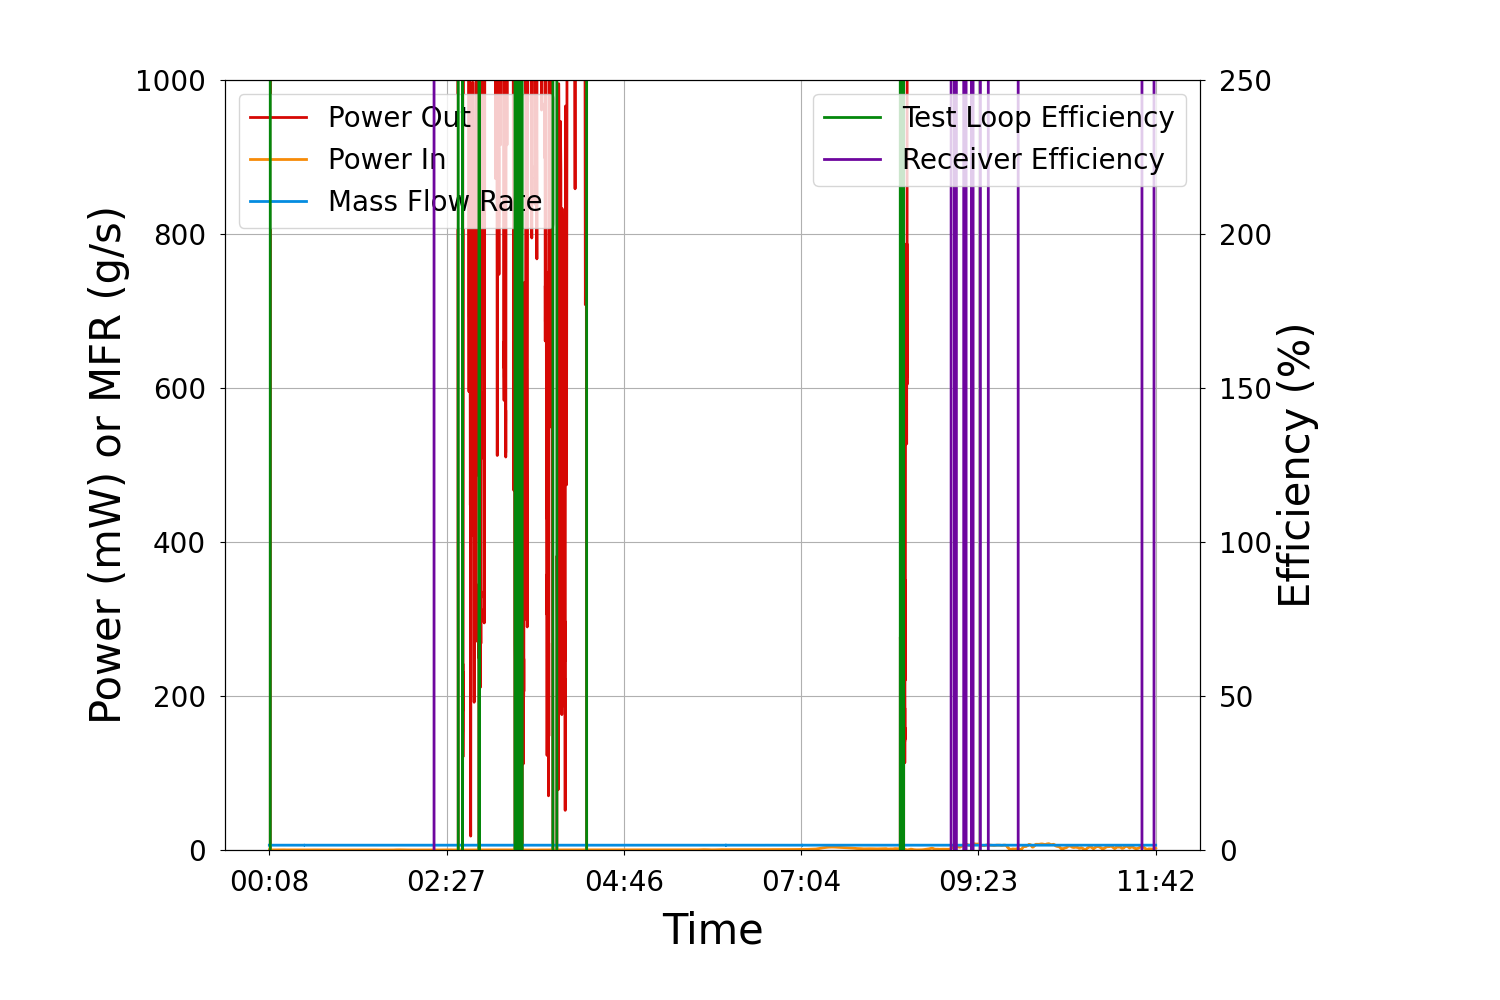 Power Out
Power In
Mass Flow Rate
Test Loop Efficiency
Receiver Efficiency
1000
800
600
400
200
0
250
200
150
100
50
0
Power (mW) or MFR (g/s)
Efficiency (%)
00:08
02:27
04:46
07:04
09:23
11:42
Time